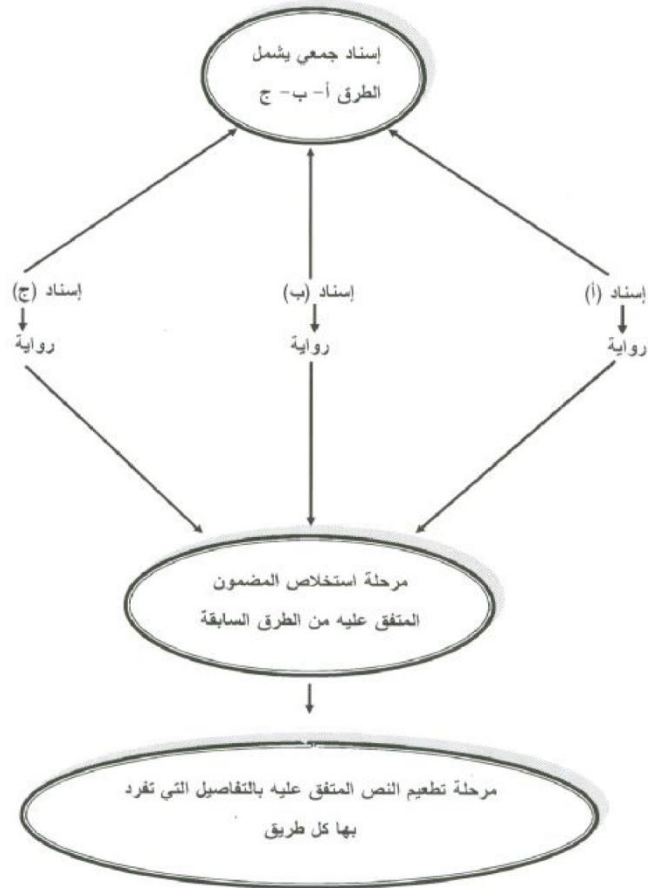 إسناد جمعي يشمل
الطرق أ- ب- ج
إسناد (أ)
إسناد (ب)
إسناد (ج)
رواية
رواية
رواية
مرحلة استخلاص المضمون
المتفق عليه من الطرق السابقة
مرحلة تطعيم النص المتفق عليه بالتفاصيل التي تفرد
بها كل طريق